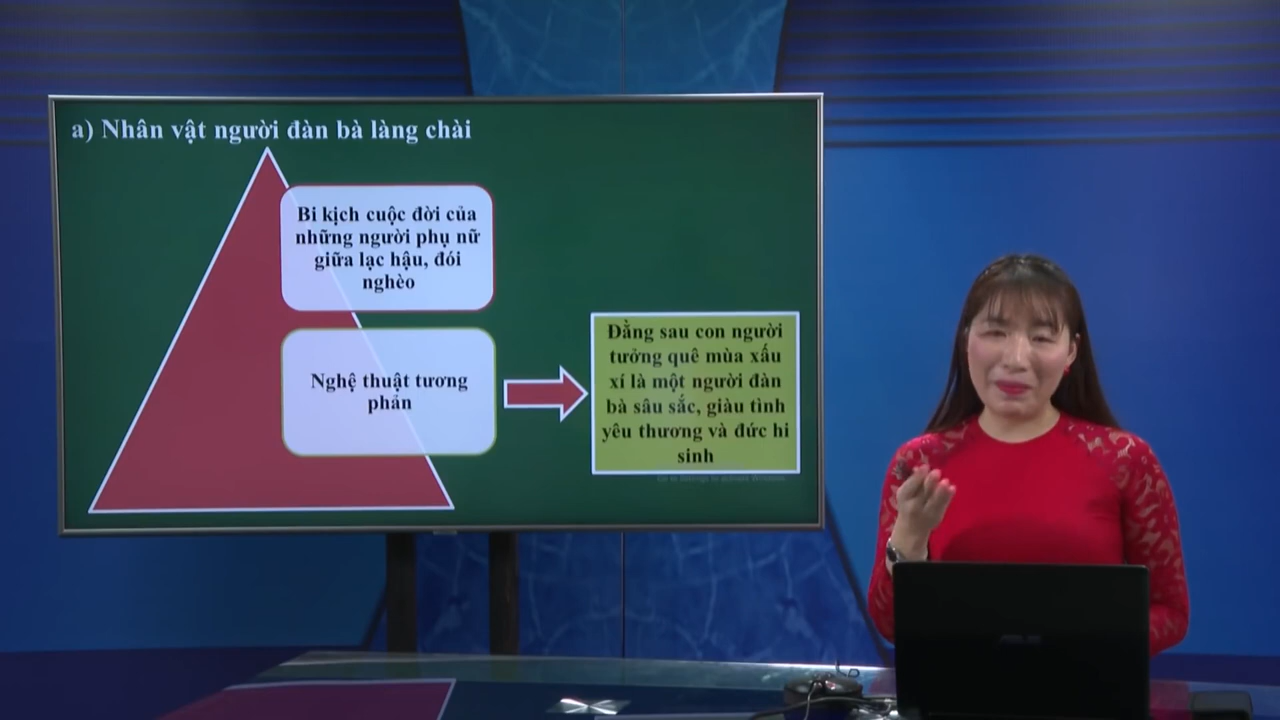 a) Nhân vật người đàn bà làng chài
Bi kịch cuộc đời của
những người phụ nữ
giữa lạc hậu, đói
nghèo
Nghệ thuật tương
phản
Đằng sau con người
tưởng quê mùa xấu
xí là một người đàn
bà sâu sắc, giàu tình
yêu thương và đức hi
sinh
ASUS